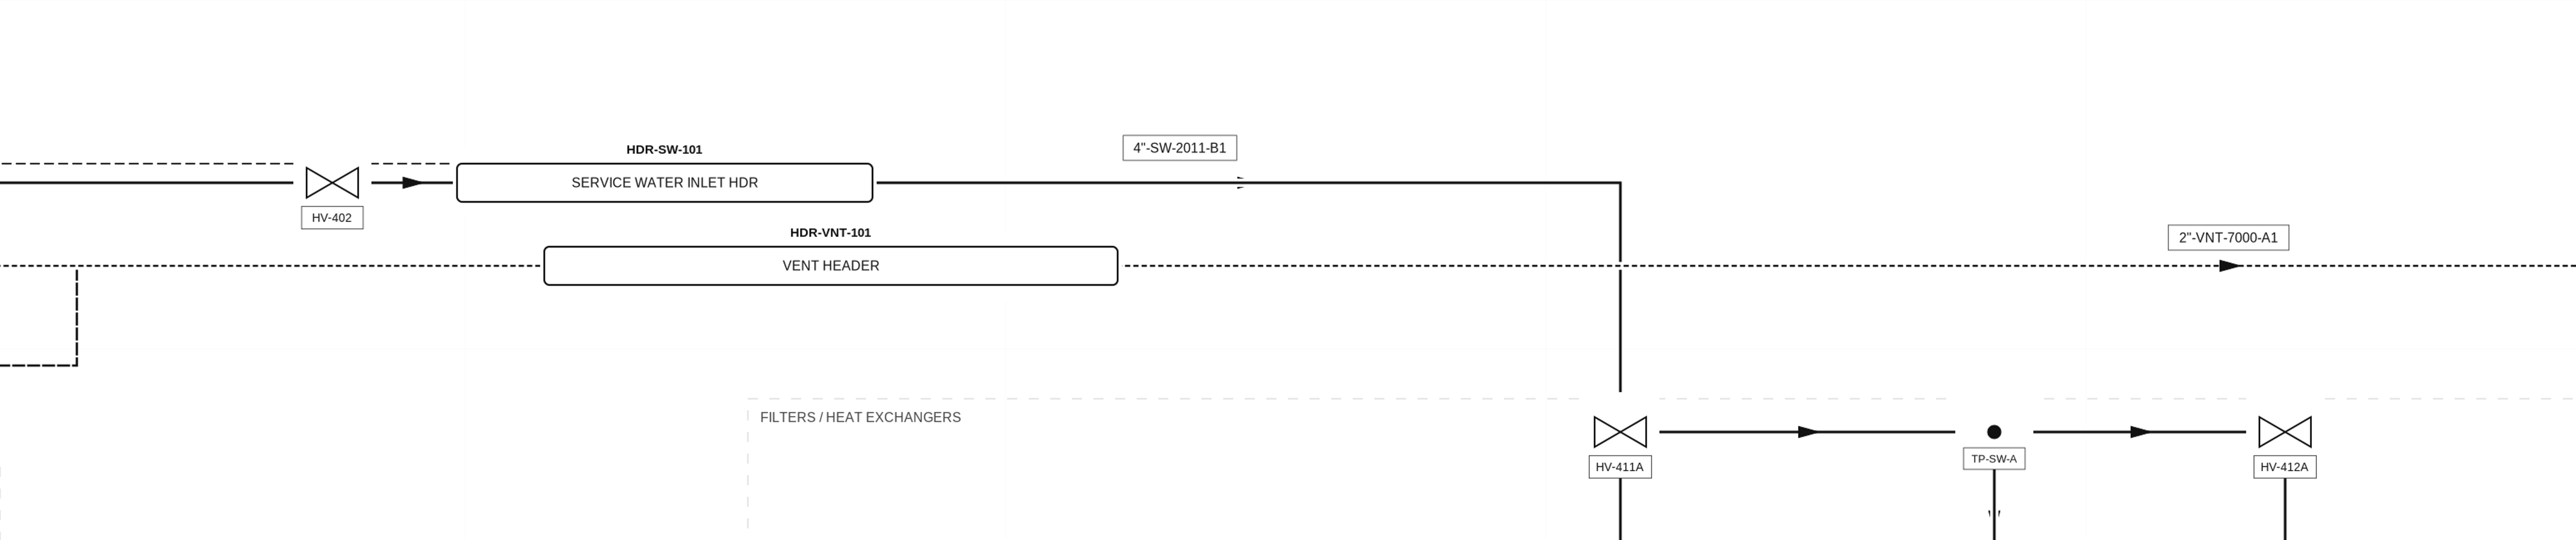 4"-SW-2011-B1
HDR-SW-101
SERVICE WATER INLET HDR
HV-402
HDR-VNT-101
2"-VNT-7000-A1
VENT HEADER
FILTERS / HEAT EXCHANGERS
TP-SW-A
HV-411A
HV-412A